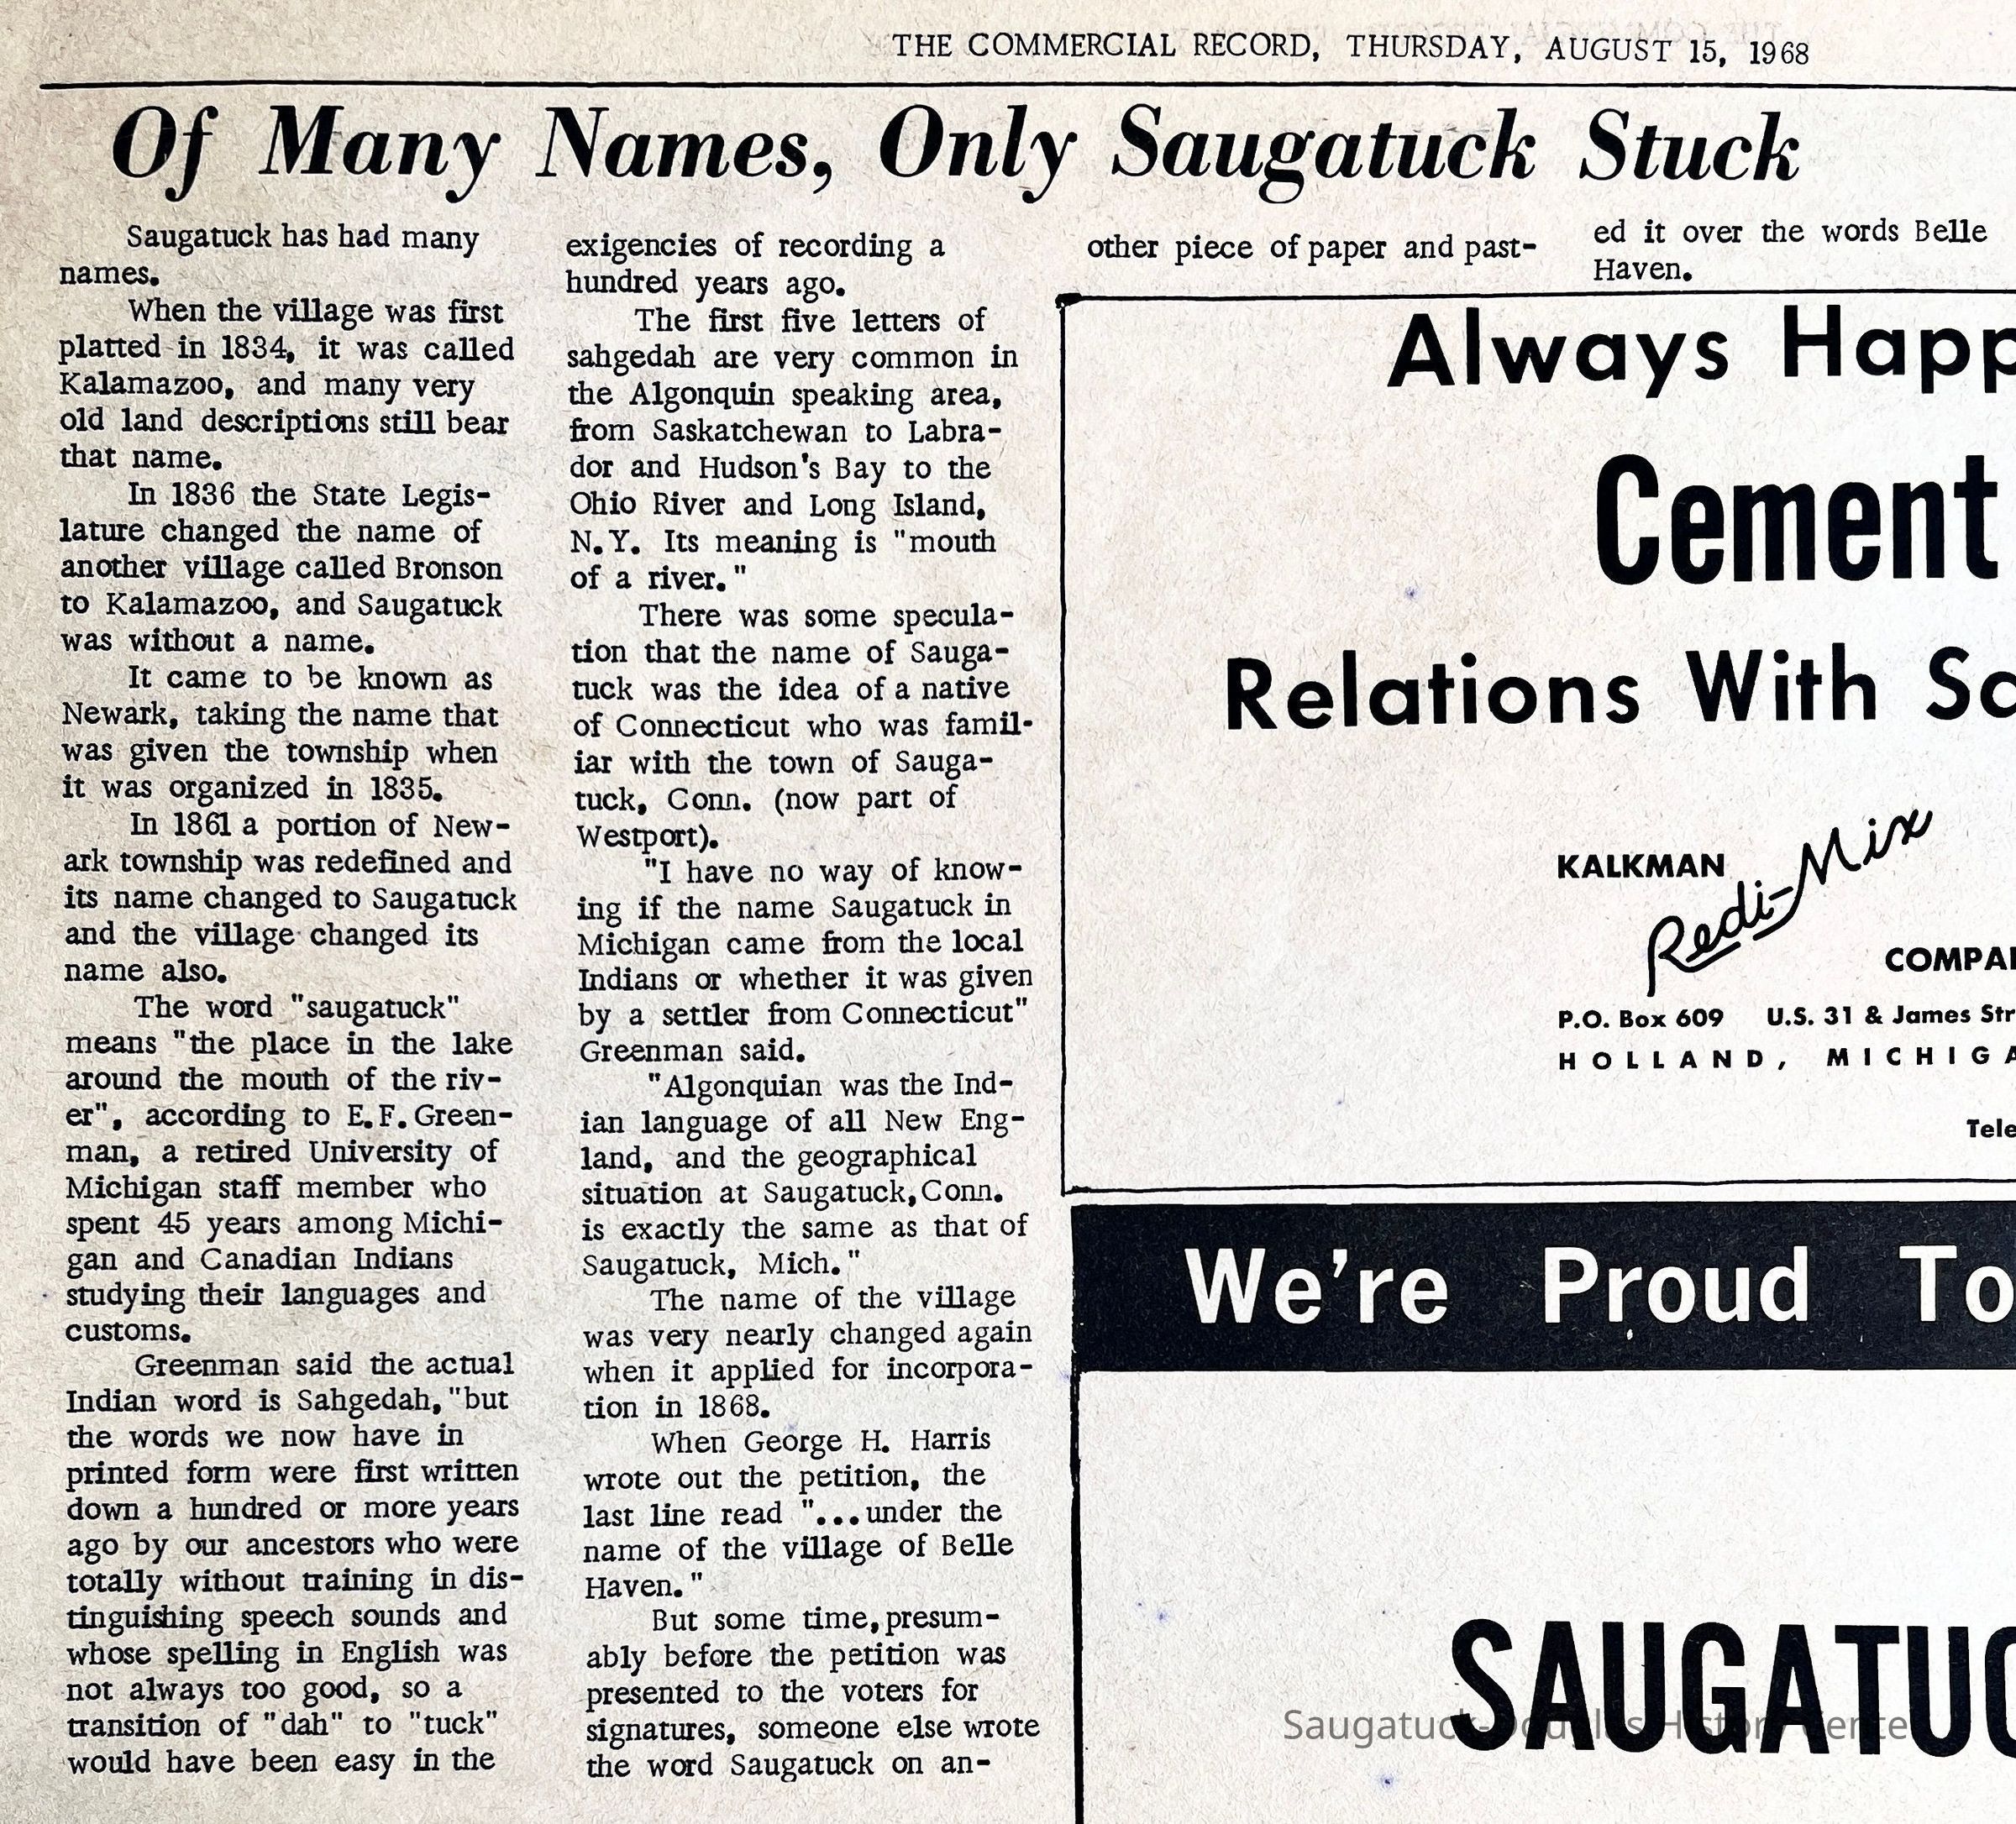 THE COMMERCIAL RECORD, THURSDAY, AUGUST 15, 1968
Of Many Names, Only Saugatuck Stuck
Saugatuck has had many
names.
When the village was first
platted in 1834, it was called
Kalamazoo, and many very
old land descriptions still bear
that name.
In 1836 the State Legis-
lature changed the name of
another village called Bronson
to Kalamazoo, and Saugatuck
was without a name.
It came to be known as
Newark, taking the name that
was given the township when
it was organized in 1835.
In 1861 a portion of New-
ark township was redefined and
its name changed to Saugatuck
and the village changed its
name also.
The word "saugatuck"
means "the place in the lake
around the mouth of the riv-
er", according to E.F. Green-
man, a retired University of
Michigan staff member who
spent 45 years among Michi-
gan and Canadian Indians
studying their languages and
customs.
Greenman said the actual
Indian word is Sahgedah, "but
the words we now have in
printed form were first written
down a hundred or more years
ago by our ancestors who were
totally without training in dis-
tinguishing speech sounds and
whose spelling in English was
not always too good, so a
transition of "dah" to "tuck"
would have been easy in the
exigencies of recording a
hundred years ago.
The first five letters of
sahgedah are very common in
the Algonquin speaking area,
from Saskatchewan to Labra-
dor and Hudson's Bay to the
Ohio River and Long Island,
N.Y. Its meaning is "mouth
of a river."
There was some specula-
tion that the name of Sauga-
tuck was the idea of a native
of Connecticut who was famil-
iar with the town of Sauga-
tuck, Conn. (now part of
Westport).
"I have no way of know-
ing if the name Saugatuck in
Michigan came from the local
Indians or whether it was given
by a settler from Connecticut"
Greenman said.
"Algonquian was the Ind-
ian language of all New Eng-
land, and the geographical
situation at Saugatuck, Conn.
is exactly the same as that of
Saugatuck, Mich."
The name of the village
was very nearly changed again
when it applied for incorpora-
tion in 1868.
When George H. Harris
wrote out the petition, the
last line read "...under the
name of the village of Belle
Haven."
But some time, presum-
ably before the petition was
presented to the voters for
signatures, someone else wrote
the word Saugatuck on an-
other piece of paper and past-
ed it over the words Belle
Haven.
Always Happ
Cement
Relations With Sa
KALKMAN
Redi-Mix
COMPAN
P.O. Box 609 U.S. 31 & James Str
HOLLAND, MICHIGA
Tele
We're Proud To
SAUGATUC
Saugatuck-Douglas History Center